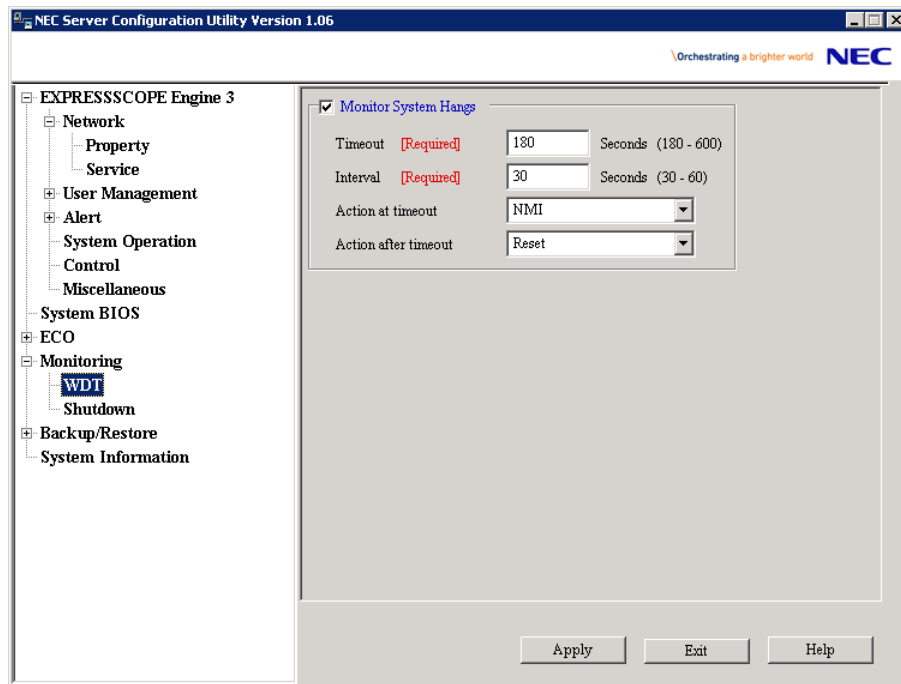 NEC Server Configuration Utility Version 1.06
\Orchestrating a brighter world NEC
EXPRESSSCOPE Engine 3
Network
Property
Service
User Management
Alert
System Operation
Control
Miscellaneous
System BIOS
ECO
Monitoring
WDT
Shutdown
Backup/Restore
System Information
Monitor System Hangs
Timeout [Required] 180 Seconds (180 - 600)
Interval [Required] 30 Seconds (30 - 60)
Action at timeout NMI
Action after timeout Reset
Apply Exit Help